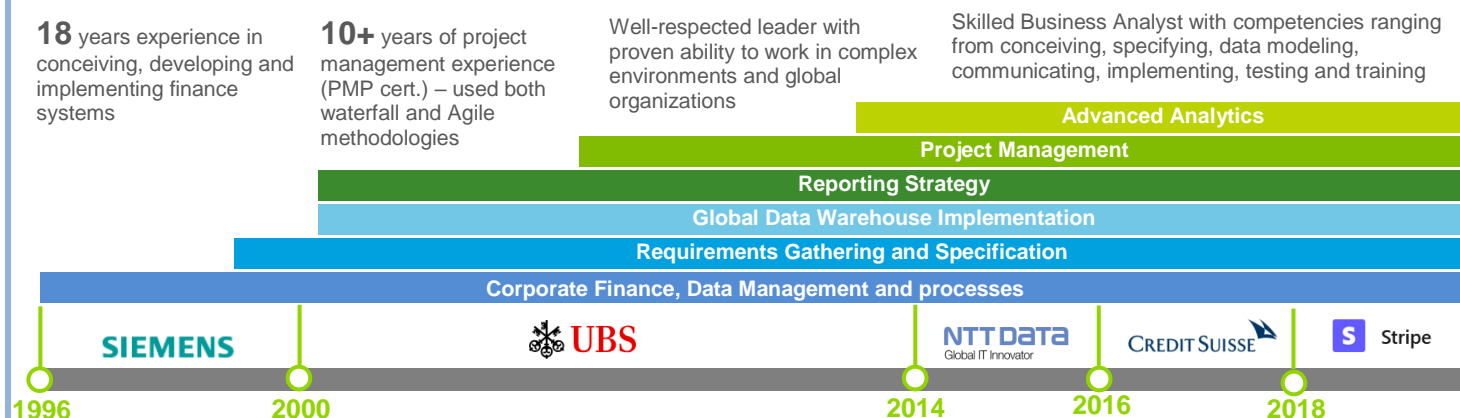 18 years experience in
conceiving, developing and
implementing finance
systems
10+ years of project
management experience
(PMP cert.) – used both
waterfall and Agile
methodologies
Well-respected leader with
proven ability to work in complex
environments and global
organizations
Skilled Business Analyst with competencies ranging
from conceiving, specifying, data modeling,
communicating, implementing, testing and training
Advanced Analytics
Project Management
Reporting Strategy
Global Data Warehouse Implementation
Requirements Gathering and Specification
Corporate Finance, Data Management and processes
SIEMENS
UBS
NTT DATA
Global IT Innovator
CREDIT SUISSE
S Stripe
1996
2000
2014
2016
2018